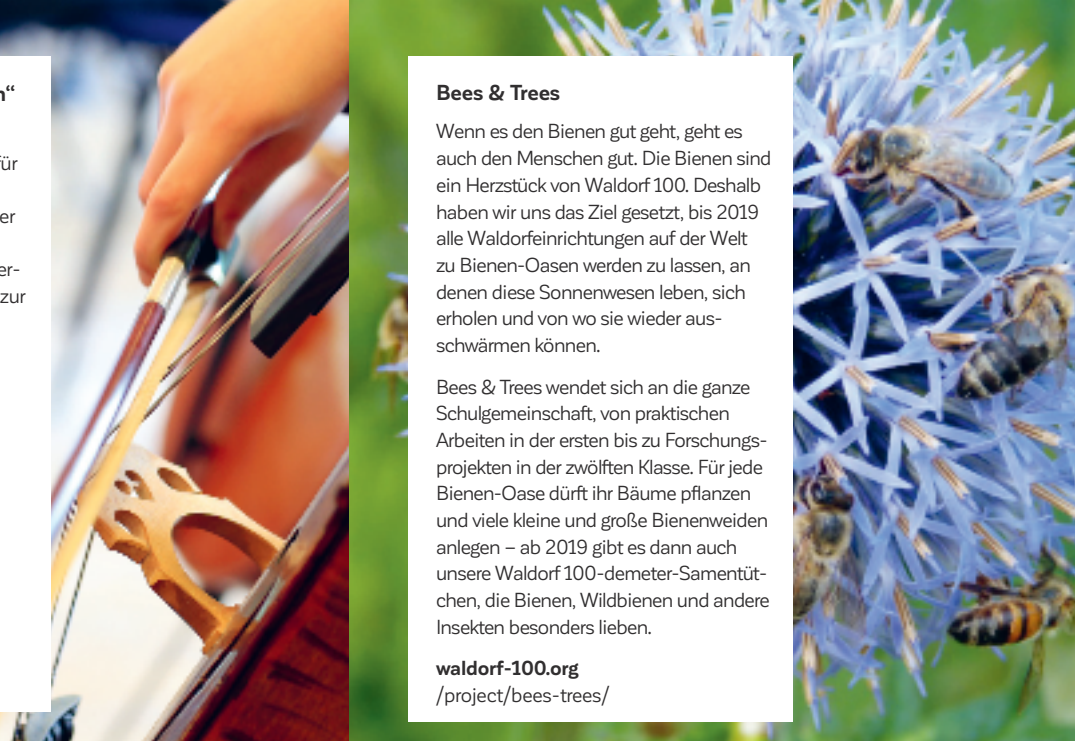 n“
für
er
er-
zur
Bees & Trees
Wenn es den Bienen gut geht, geht es
auch den Menschen gut. Die Bienen sind
ein Herzstück von Waldorf 100. Deshalb
haben wir uns das Ziel gesetzt, bis 2019
alle Waldorfeinrichtungen auf der Welt
zu Bienen-Oasen werden zu lassen, an
denen diese Sonnenwesen leben, sich
erholen und von wo sie wieder aus-
schwärmen können.
Bees & Trees wendet sich an die ganze
Schulgemeinschaft, von praktischen
Arbeiten in der ersten bis zu Forschungs-
projekten in der zwölften Klasse. Für jede
Bienen-Oase dürft ihr Bäume pflanzen
und viele kleine und große Bienenweiden
anlegen – ab 2019 gibt es dann auch
unsere Waldorf 100-demeter-Samentüt-
chen, die Bienen, Wildbienen und andere
Insekten besonders lieben.
waldorf-100.org
/project/bees-trees/